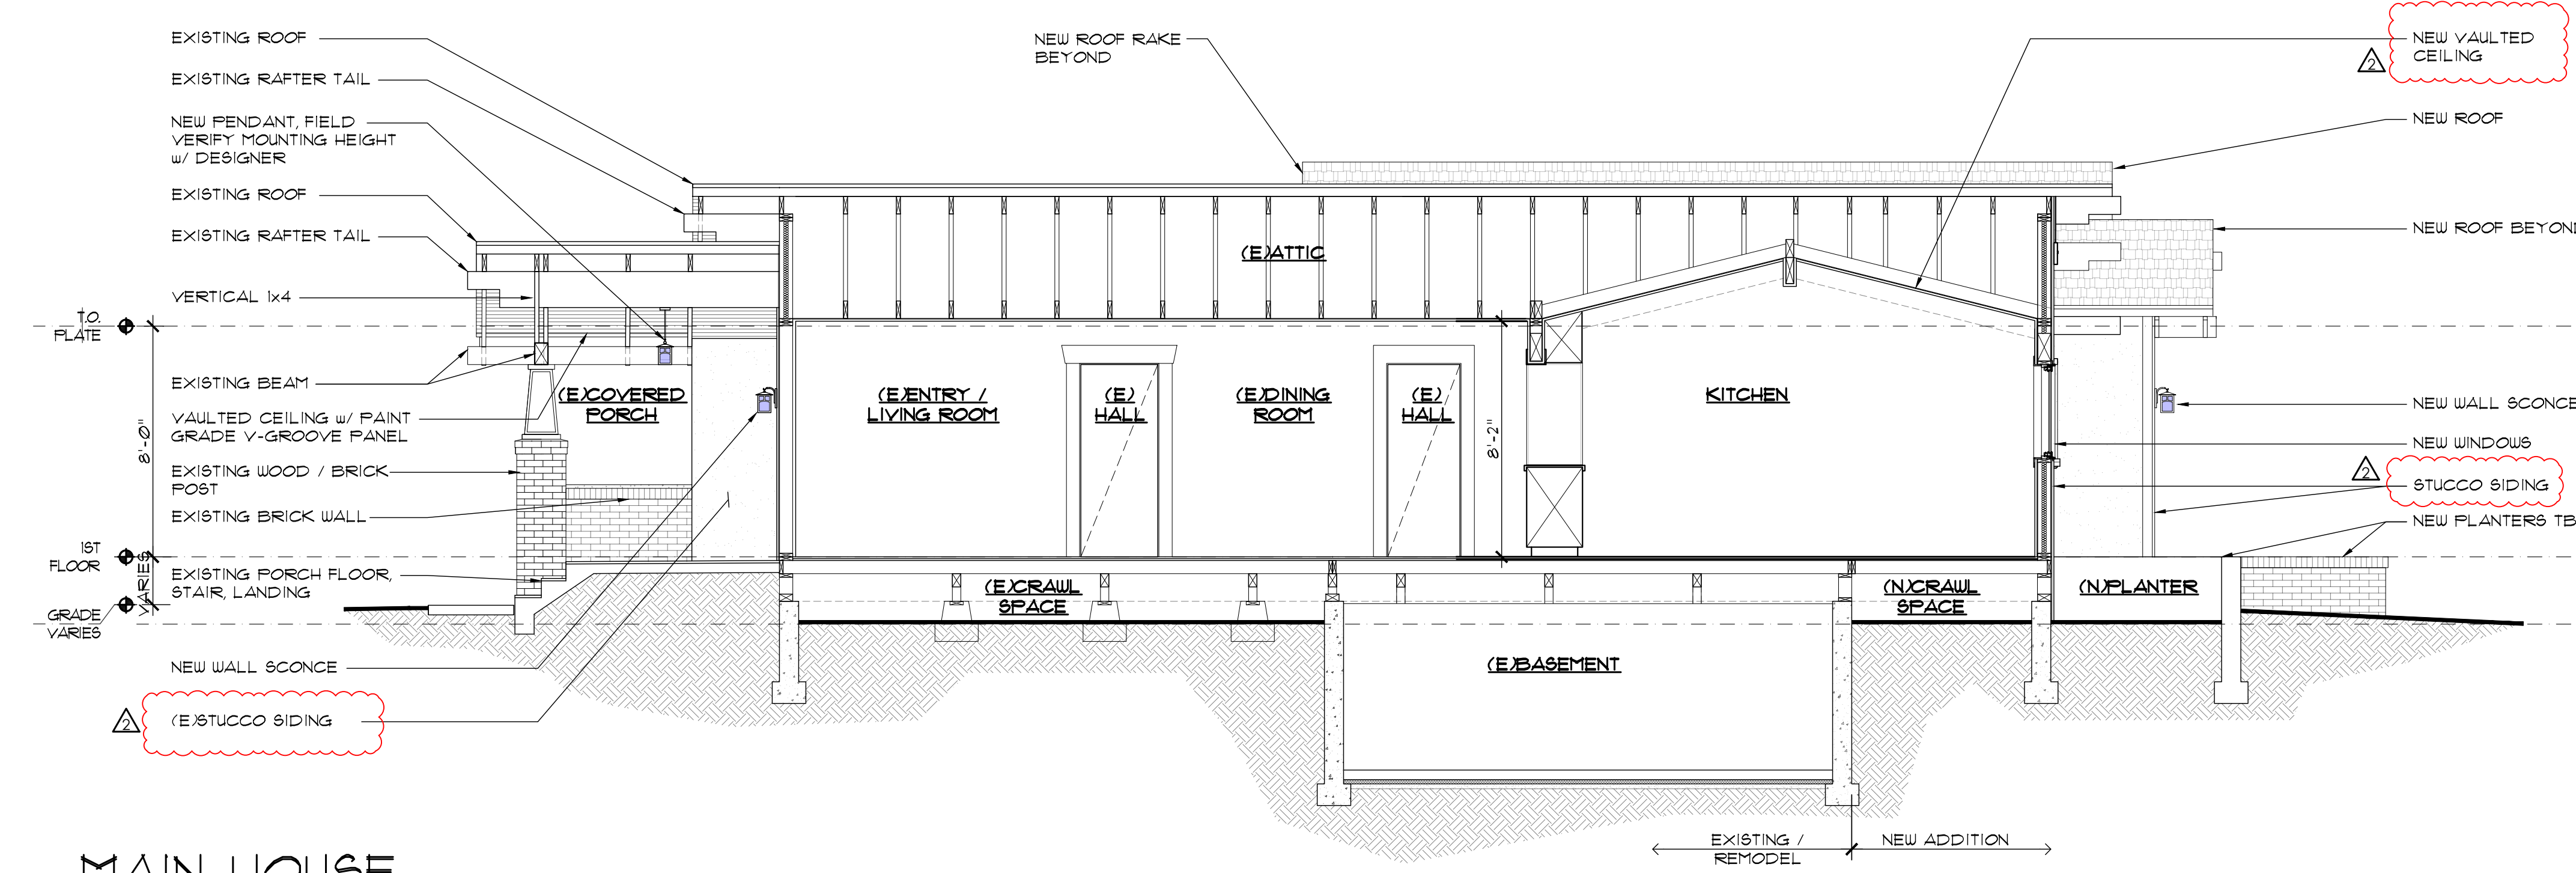 EXISTING ROOF
EXISTING RAFTER TAIL
NEW PENDANT, FIELD
VERIFY MOUNTING HEIGHT
w/ DESIGNER
EXISTING ROOF
EXISTING RAFTER TAIL
VERTICAL 1x4
T.O.
PLATE
EXISTING BEAM
VAULTED CEILING w/ PAINT
GRADE V-GROOVE PANEL
8'-0"
EXISTING WOOD / BRICK
POST
EXISTING BRICK WALL
1ST
FLOOR
VARIES
EXISTING PORCH FLOOR,
STAIR, LANDING
GRADE
VARIES
NEW WALL SCONCE
2
(E)STUCCO SIDING
NEW ROOF RAKE
BEYOND
(E)ATTIC
(E)COVERED
PORCH
(E)ENTRY /
LIVING ROOM
(E)
HALL
(E)DINING
ROOM
(E)
HALL
8'-2"
KITCHEN
(E)CRAWL
SPACE
(E)BASEMENT
(N)CRAWL
SPACE
(N)PLANTER
EXISTING /
REMODEL
NEW ADDITION
2
NEW VAULTED
CEILING
NEW ROOF
NEW ROOF BEYOND
NEW WALL SCONCE
NEW WINDOWS
2
STUCCO SIDING
NEW PLANTERS TB
MAIN HOUSE